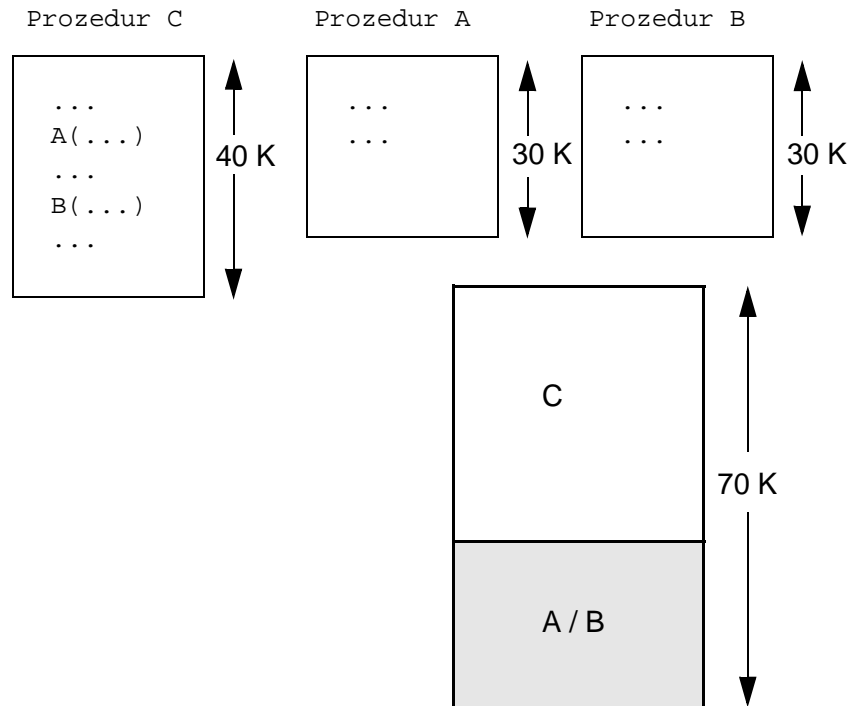 Prozedur C
Prozedur A
Prozedur B
...
A(...)
...
B(...)
...
40 K
...
...
30 K
...
...
30 K
C
70 K
A / B